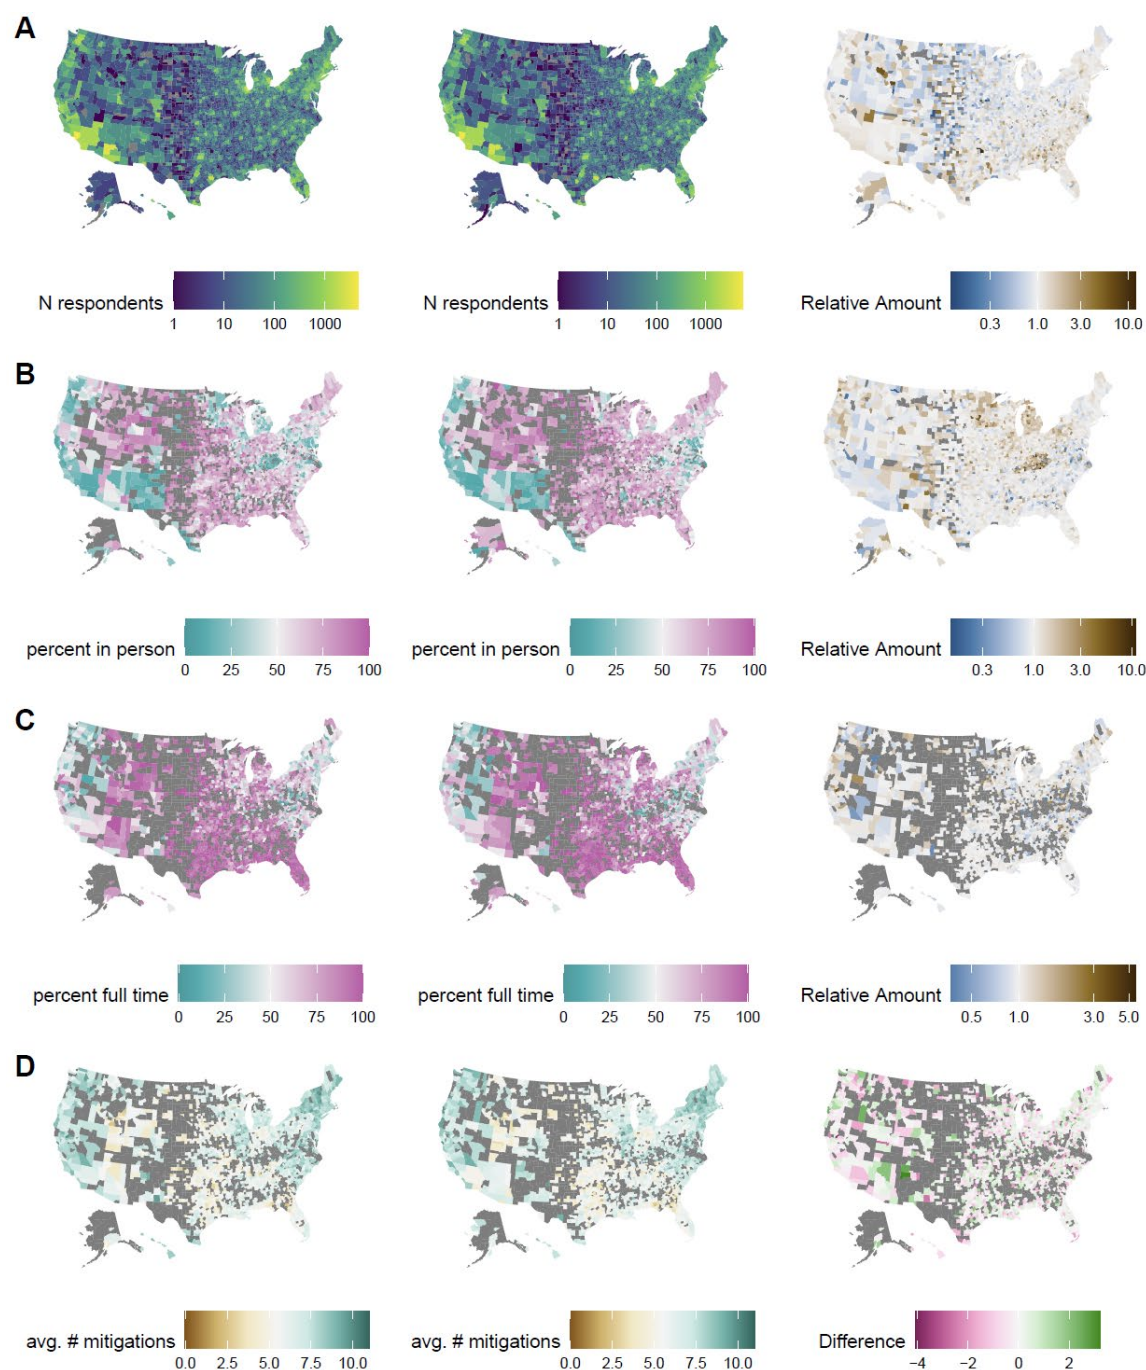 A
N respondents
1 10 100 1000
N respondents
1 10 100 1000
Relative Amount
0.3 1.0 3.0 10.0
B
percent in person
0 25 50 75 100
percent in person
0 25 50 75 100
Relative Amount
0.3 1.0 3.0 10.0
C
percent full time
0 25 50 75 100
percent full time
0 25 50 75 100
Relative Amount
0.5 1.0 3.0 5.0
D
avg. # mitigations
0.0 2.5 5.0 7.5 10.0
avg. # mitigations
0.0 2.5 5.0 7.5 10.0
Difference
−4 −2 0 2